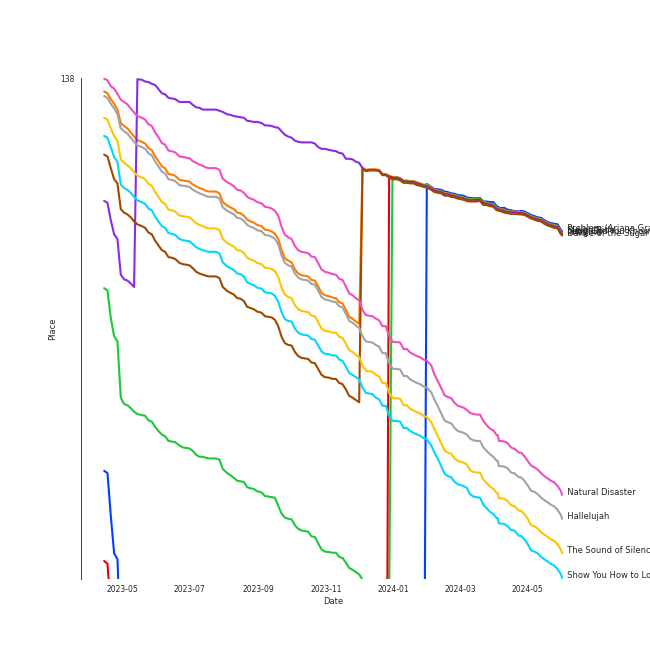 138
Place
Natural Disaster
Hallelujah
The Sound of Silenc
Show You How to Lo
2023-05
2023-07
2023-09
2023-11
2024-01
2024-03
2024-05
Date